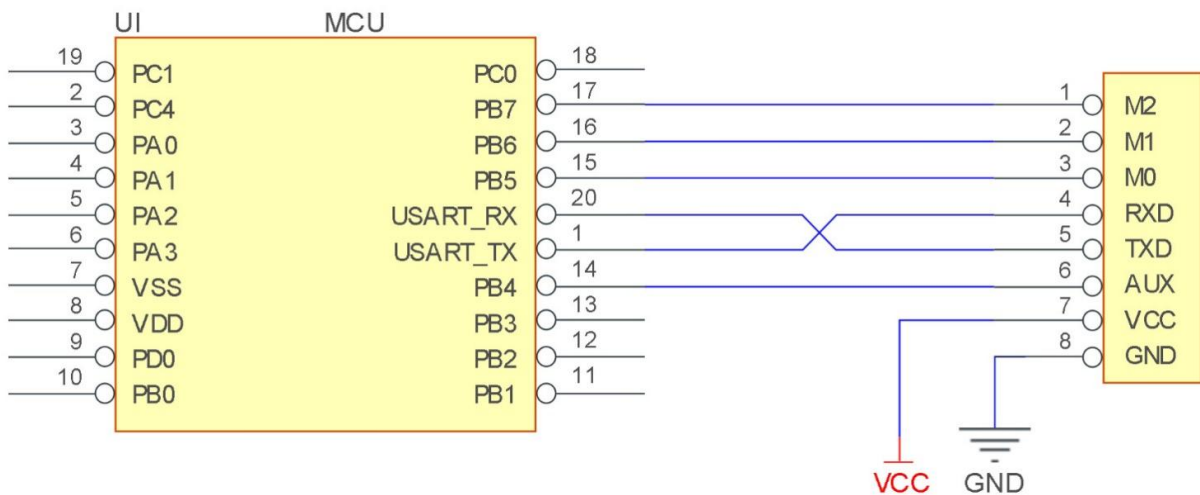 UI MCU
19 PC1 PC0 18
2 PC4 PB7 17 1 M2
3 PA0 PB6 16 2 M1
4 PA1 PB5 15 3 M0
5 PA2 USART_RX 20 4 RXD
6 PA3 USART_TX 1 5 TXD
7 VSS PB4 14 6 AUX
8 VDD PB3 13 7 VCC
9 PD0 PB2 12 8 GND
10 PB0 PB1 11
VCC GND